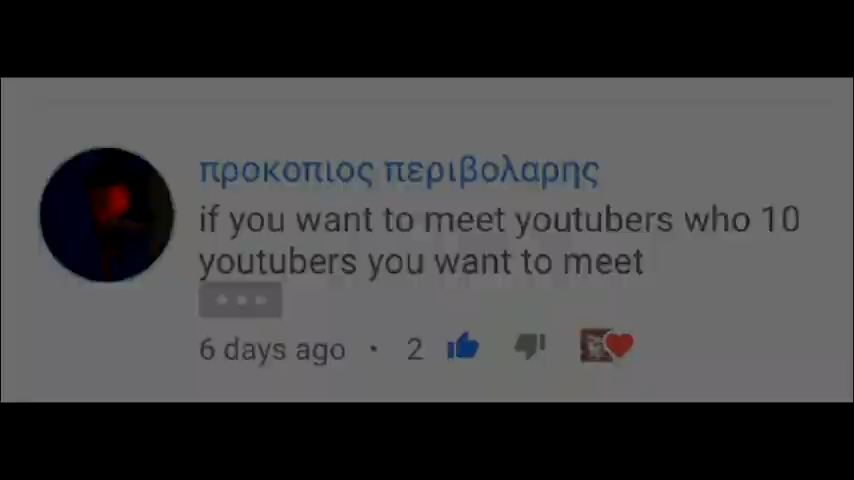 προκοπιος περιβολαρης
if you want to meet youtubers who 10
youtubers you want to meet
6 days ago · 2